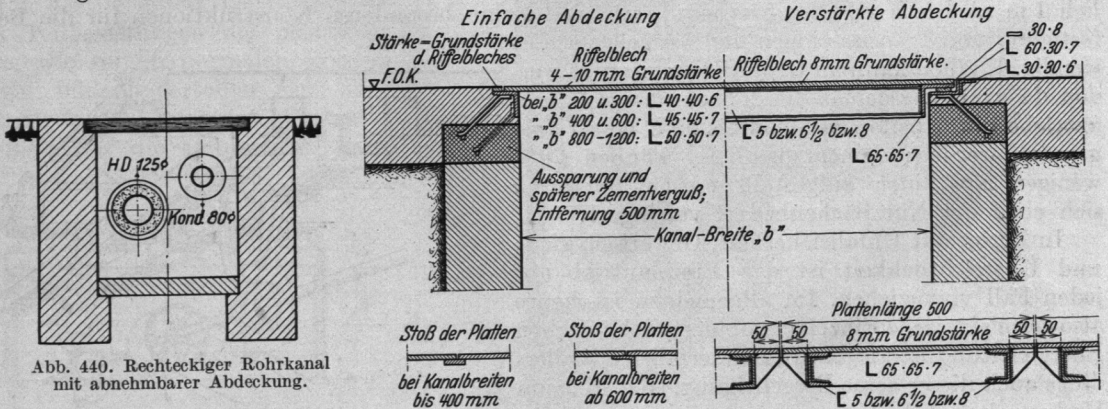 Einfache Abdeckung
Verstärkte Abdeckung
Stärke=Grundstärke
d. Riffelbleches
F.O.K.
Riffelblech
4–10 mm Grundstärke
Riffelblech 8 mm Grundstärke.
30·8
L 60·30·7
L 30·30·6
bei „b" 200 u. 300: L 40·40·6
" „b" 400 u. 600: L 45·45·7
" „b" 800–1200: L 50·50·7
[ 5 bzw. 6½ bzw. 8
L 65·65·7
Aussparung und
späterer Zementverguß;
Entfernung 500 mm
Kanal-Breite „b"
HD 125¢
Kond. 80¢
Abb. 440. Rechteckiger Rohrkanal
mit abnehmbarer Abdeckung.
Stoß der Platten
bei Kanalbreiten
bis 400 mm
Stoß der Platten
bei Kanalbreiten
ab 600 mm
Plattenlänge 500
50 50
8 mm Grundstärke
50 50
L 65·65·7
[ 5 bzw. 6½ bzw. 8